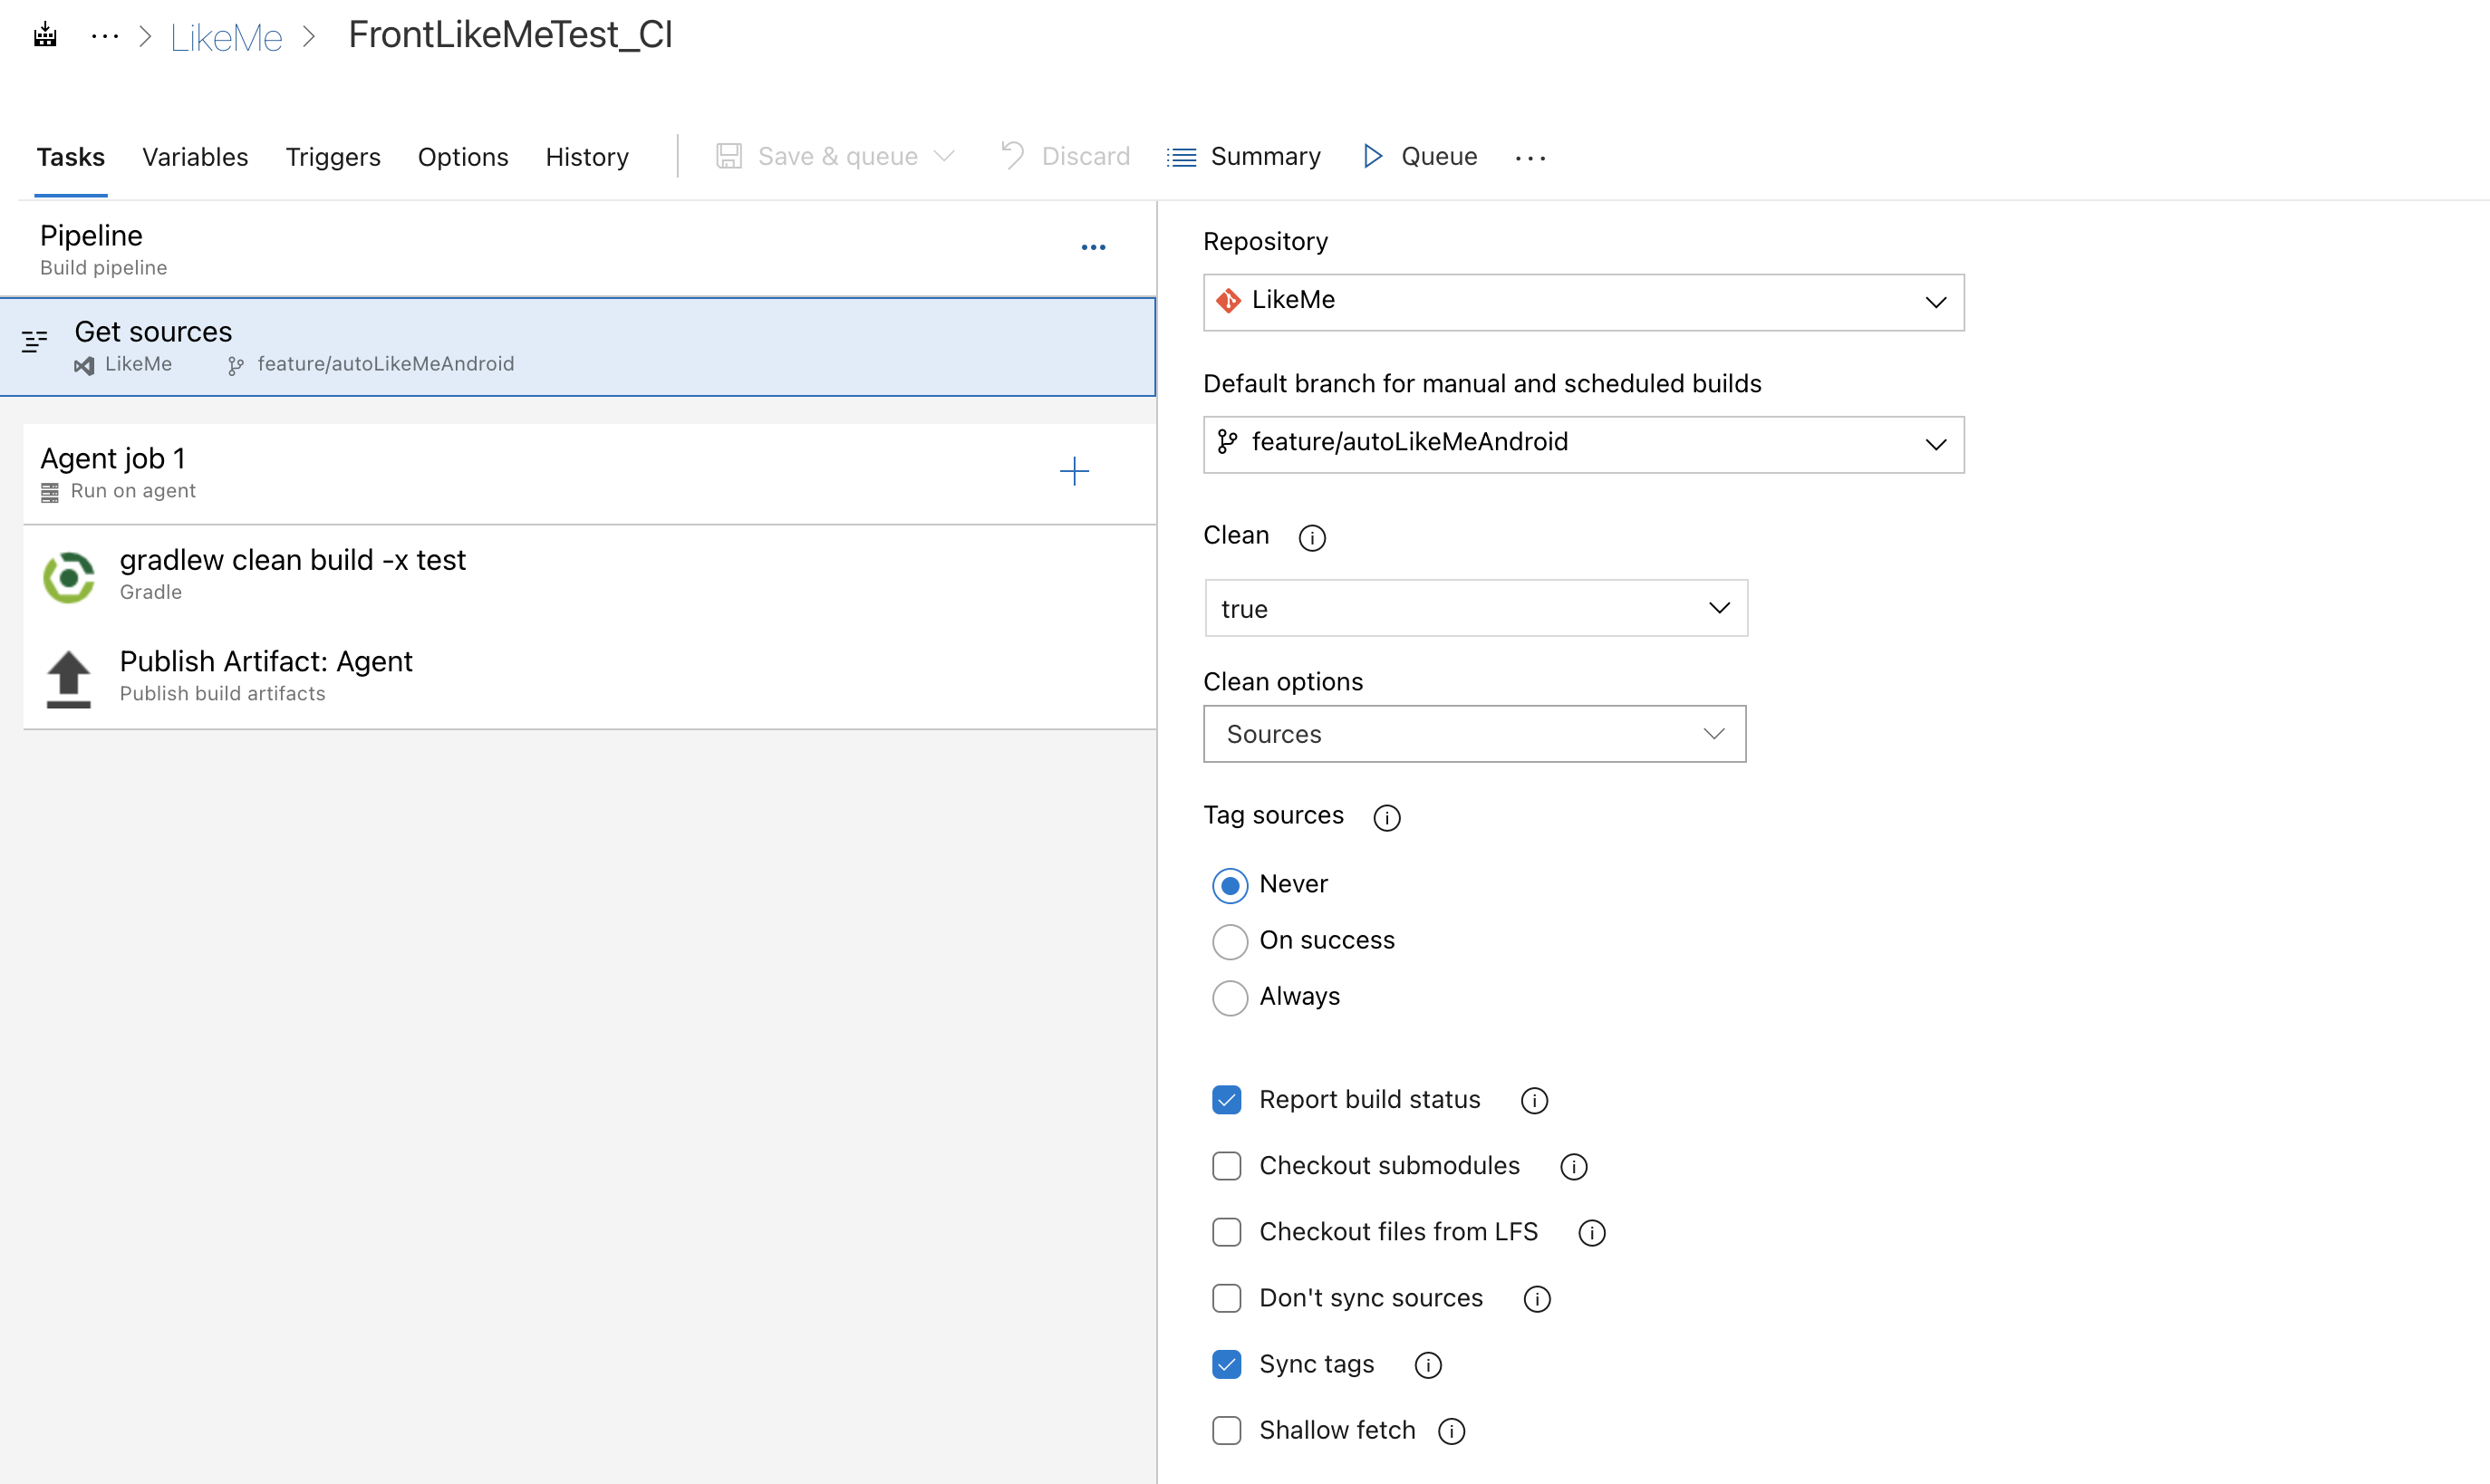 LikeMe FrontLikeMeTest_CI
Tasks Variables Triggers Options History Save & queue Discard Summary Queue
Pipeline
Build pipeline
Get sources
LikeMe feature/autoLikeMeAndroid
Agent job 1
Run on agent
gradlew clean build -x test
Gradle
Publish Artifact: Agent
Publish build artifacts
Repository
LikeMe
Default branch for manual and scheduled builds
feature/autoLikeMeAndroid
Clean
true
Clean options
Sources
Tag sources
Never
On success
Always
Report build status
Checkout submodules
Checkout files from LFS
Don't sync sources
Sync tags
Shallow fetch